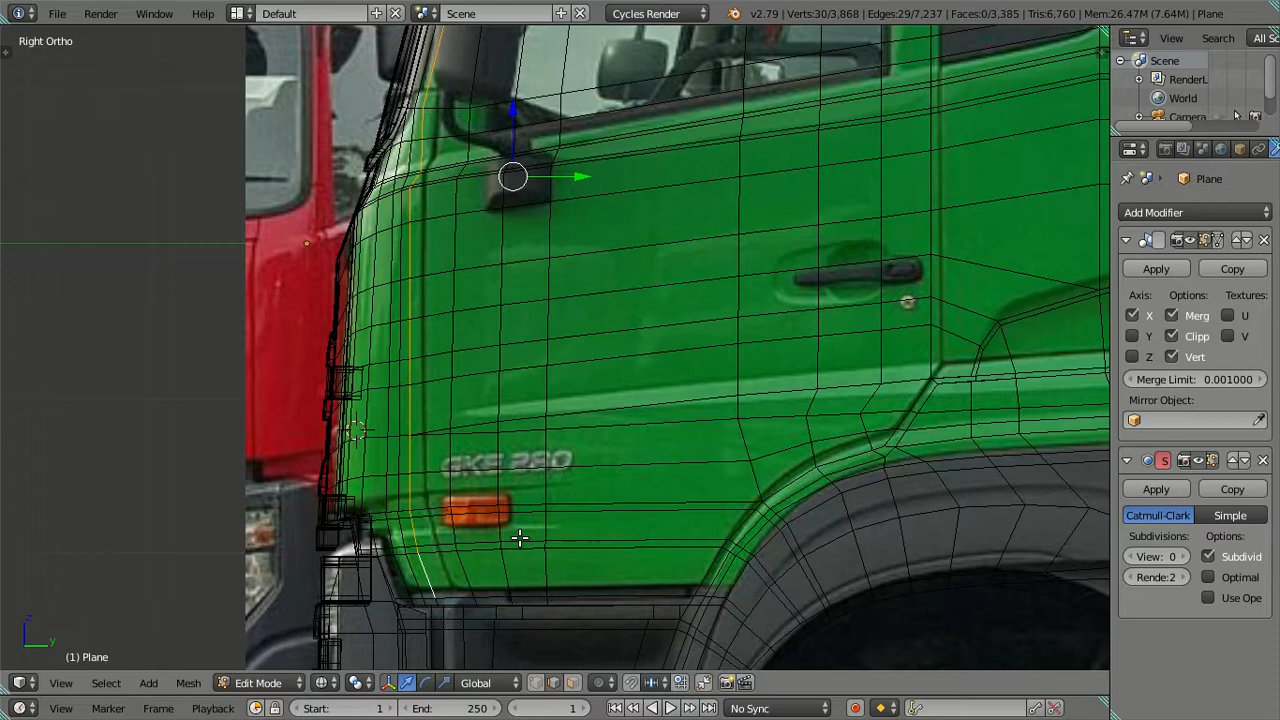 File Render Window Help Default Scene Cycles Render v2.79 | Verts:30/3,868 | Edges:29/7,237 | Faces:0/3,385 | Tris:6,760 | Mem:26.47M (7.64M) | Plane
Right Ortho
View Search All Sc
Scene
RenderL
World
Camera
Plane
Add Modifier
Apply Copy
Axis: Options: Textures:
X Merg U
Y Clipp V
Z Vert
Merge Limit: 0.001000
Mirror Object:
S
Apply Copy
Catmull-Clark Simple
Subdivisions: Options:
View: 0 Subdivid
Rende:2 Optimal
Use Ope
z
y
(1) Plane
View Select Add Mesh Edit Mode Global
View Marker Frame Playback Start: 1 End: 250 1 No Sync